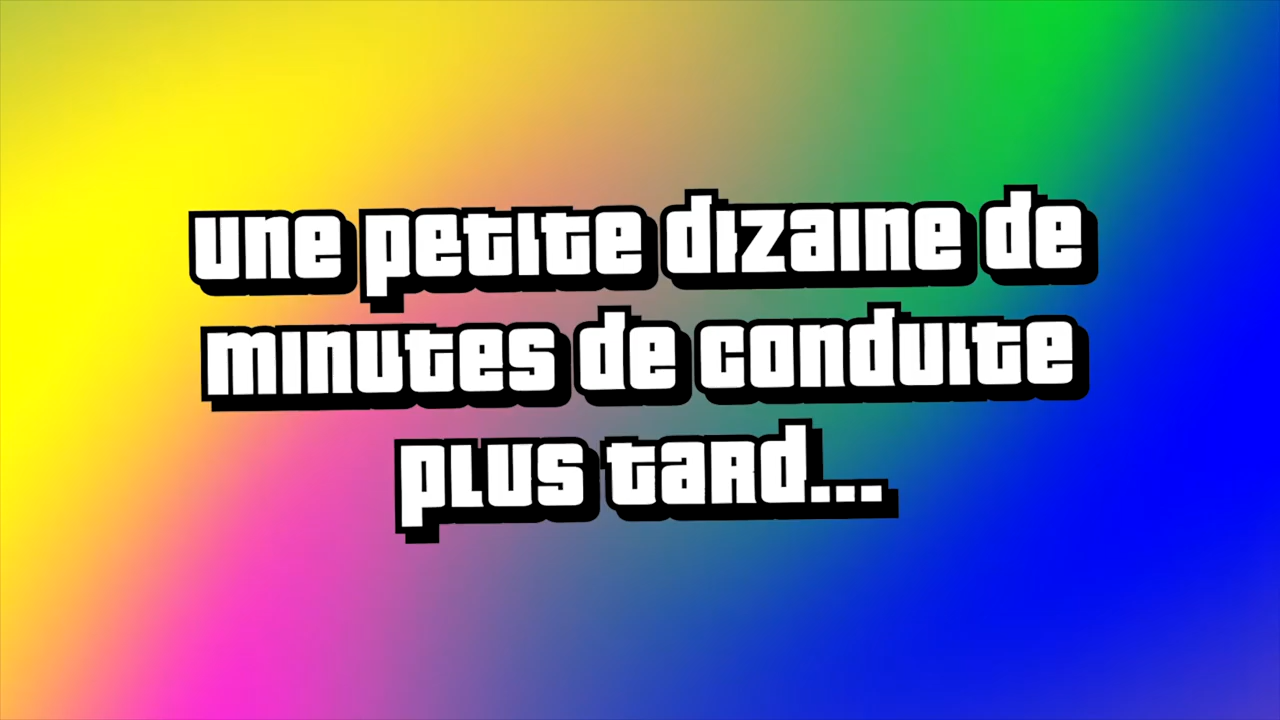 une petite dizaine de
minutes de conduite
plus tard...